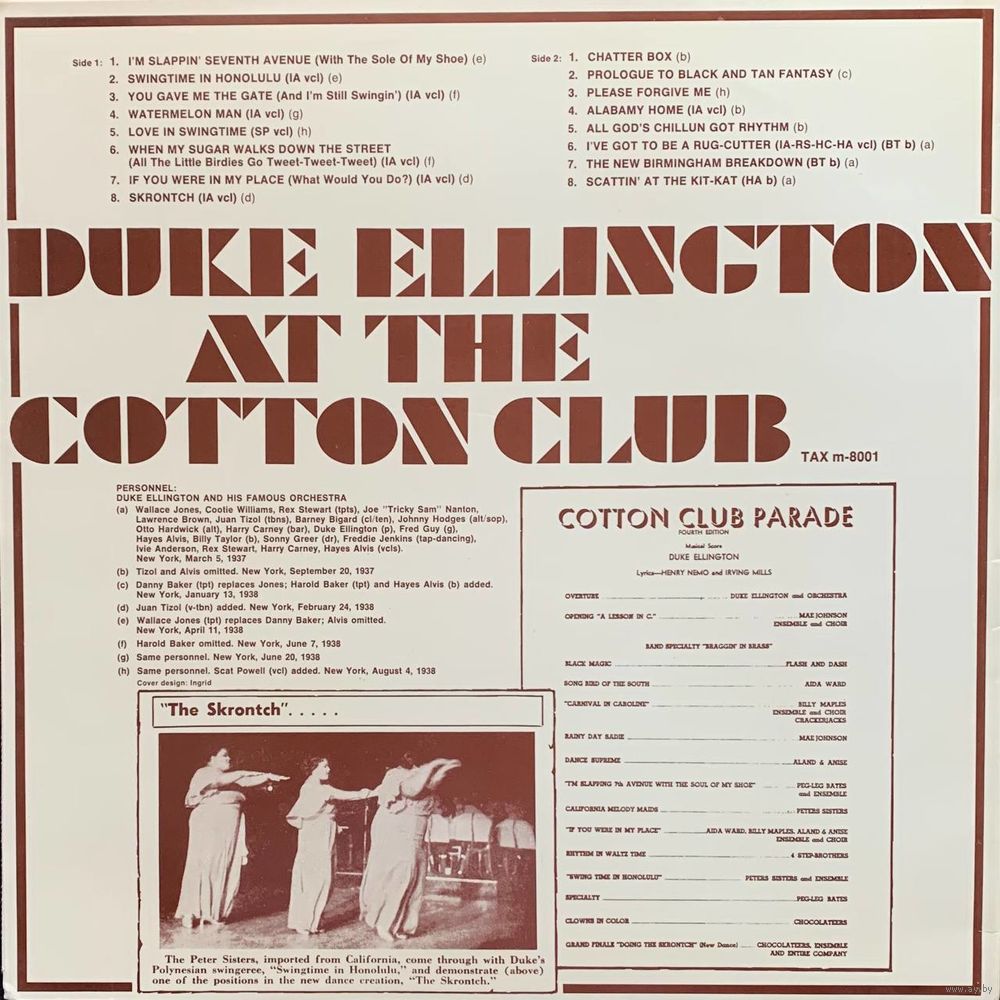 Side 1: 1. I'M SLAPPIN' SEVENTH AVENUE (With The Sole Of My Shoe) (e)
2. SWINGTIME IN HONOLULU (IA vcl) (e)
3. YOU GAVE ME THE GATE (And I'm Still Swingin') (IA vcl) (f)
4. WATERMELON MAN (IA vcl) (g)
5. LOVE IN SWINGTIME (SP vcl) (h)
6. WHEN MY SUGAR WALKS DOWN THE STREET
(All The Little Birdies Go Tweet-Tweet-Tweet) (IA vcl) (f)
7. IF YOU WERE IN MY PLACE (What Would You Do?) (IA vcl) (d)
8. SKRONTCH (IA vcl) (d)
Side 2: 1. CHATTER BOX (b)
2. PROLOGUE TO BLACK AND TAN FANTASY (c)
3. PLEASE FORGIVE ME (h)
4. ALABAMY HOME (IA vcl) (b)
5. ALL GOD'S CHILLUN GOT RHYTHM (b)
6. I'VE GOT TO BE A RUG-CUTTER (IA-RS-HC-HA vcl) (BT b) (a)
7. THE NEW BIRMINGHAM BREAKDOWN (BT b) (a)
8. SCATTIN' AT THE KIT-KAT (HA b) (a)
DUKE ELLINGTON
AT THE
COTTON CLUB
TAX m-8001
PERSONNEL:
DUKE ELLINGTON AND HIS FAMOUS ORCHESTRA
(a) Wallace Jones, Cootie Williams, Rex Stewart (tpts), Joe "Tricky Sam" Nanton,
Lawrence Brown, Juan Tizol (tbns), Barney Bigard (cl/ten), Johnny Hodges (alt/sop),
Otto Hardwick (alt), Harry Carney (bar), Duke Ellington (p), Fred Guy (g),
Hayes Alvis, Billy Taylor (b), Sonny Greer (dr), Freddie Jenkins (tap-dancing),
Ivie Anderson, Rex Stewart, Harry Carney, Hayes Alvis (vcls).
New York, March 5, 1937
(b) Tizol and Alvis omitted. New York, September 20, 1937
(c) Danny Baker (tpt) replaces Jones; Harold Baker (tpt) and Hayes Alvis (b) added.
New York, January 13, 1938
(d) Juan Tizol (v-tbn) added. New York, February 24, 1938
(e) Wallace Jones (tpt) replaces Danny Baker; Alvis omitted.
New York, April 11, 1938
(f) Harold Baker omitted. New York, June 7, 1938
(g) Same personnel. New York, June 20, 1938
(h) Same personnel. Scat Powell (vcl) added. New York, August 4, 1938
Cover design: Ingrid
COTTON CLUB PARADE
FOURTH EDITION
Musical Score
DUKE ELLINGTON
Lyrics—HENRY NEMO and IRVING MILLS
OVERTURE DUKE ELLINGTON and ORCHESTRA
OPENING "A LESSON IN C." MAE JOHNSON
ENSEMBLE and CHOIR
BAND SPECIALTY "BRAGGIN' IN BRASS"
BLACK MAGIC FLASH AND DASH
SONG BIRD OF THE SOUTH AIDA WARD
"CARNIVAL IN CAROLINE" BILLY MAPLES
ENSEMBLE and CHOIR
CRACKERJACKS
RAINY DAY SADIE MAE JOHNSON
DANCE SUPREME ALAND & ANISE
"I'M SLAPPING 7th AVENUE WITH THE SOUL OF MY SHOE" PEG-LEG BATES
and ENSEMBLE
CALIFORNIA MELODY MAIDS PETERS SISTERS
"IF YOU WERE IN MY PLACE" AIDA WARD, BILLY MAPLES, ALAND & ANISE
ENSEMBLE and CHOIR
RHYTHM IN WALTZ TIME 4 STEP-BROTHERS
"SWING TIME IN HONOLULU" PETERS SISTERS and ENSEMBLE
SPECIALTY PEG-LEG BATES
CLOWNS IN COLOR CHOCOLATEERS
GRAND FINALE "DOING THE SKRONTCH" (New Dance) CHOCOLATEERS, ENSEMBLE
AND ENTIRE COMPANY
"The Skrontch".....
The Peter Sisters, imported from California, come through with Duke's
Polynesian swingeree, "Swingtime in Honolulu," and demonstrate (above)
one of the positions in the new dance creation, "The Skrontch."
www.ay.by